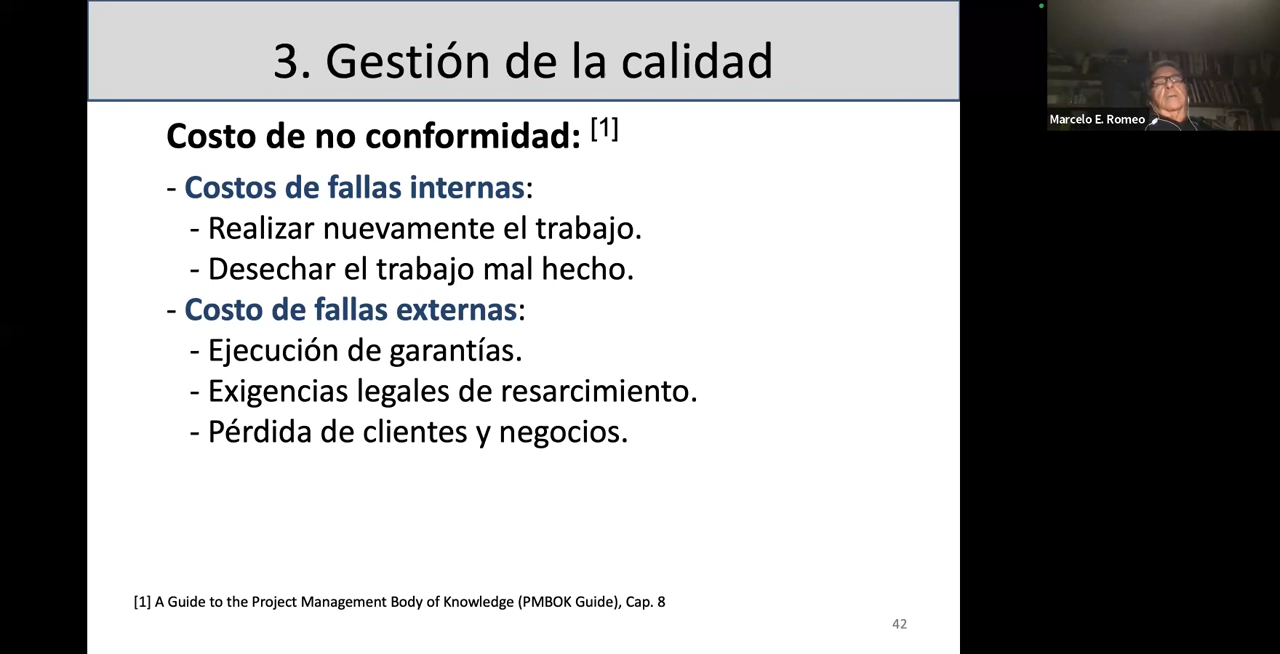 3. Gestión de la calidad
Marcelo E. Romeo
Costo de no conformidad: [1]
- Costos de fallas internas:
- Realizar nuevamente el trabajo.
- Desechar el trabajo mal hecho.
- Costo de fallas externas:
- Ejecución de garantías.
- Exigencias legales de resarcimiento.
- Pérdida de clientes y negocios.
[1] A Guide to the Project Management Body of Knowledge (PMBOK Guide), Cap. 8
42